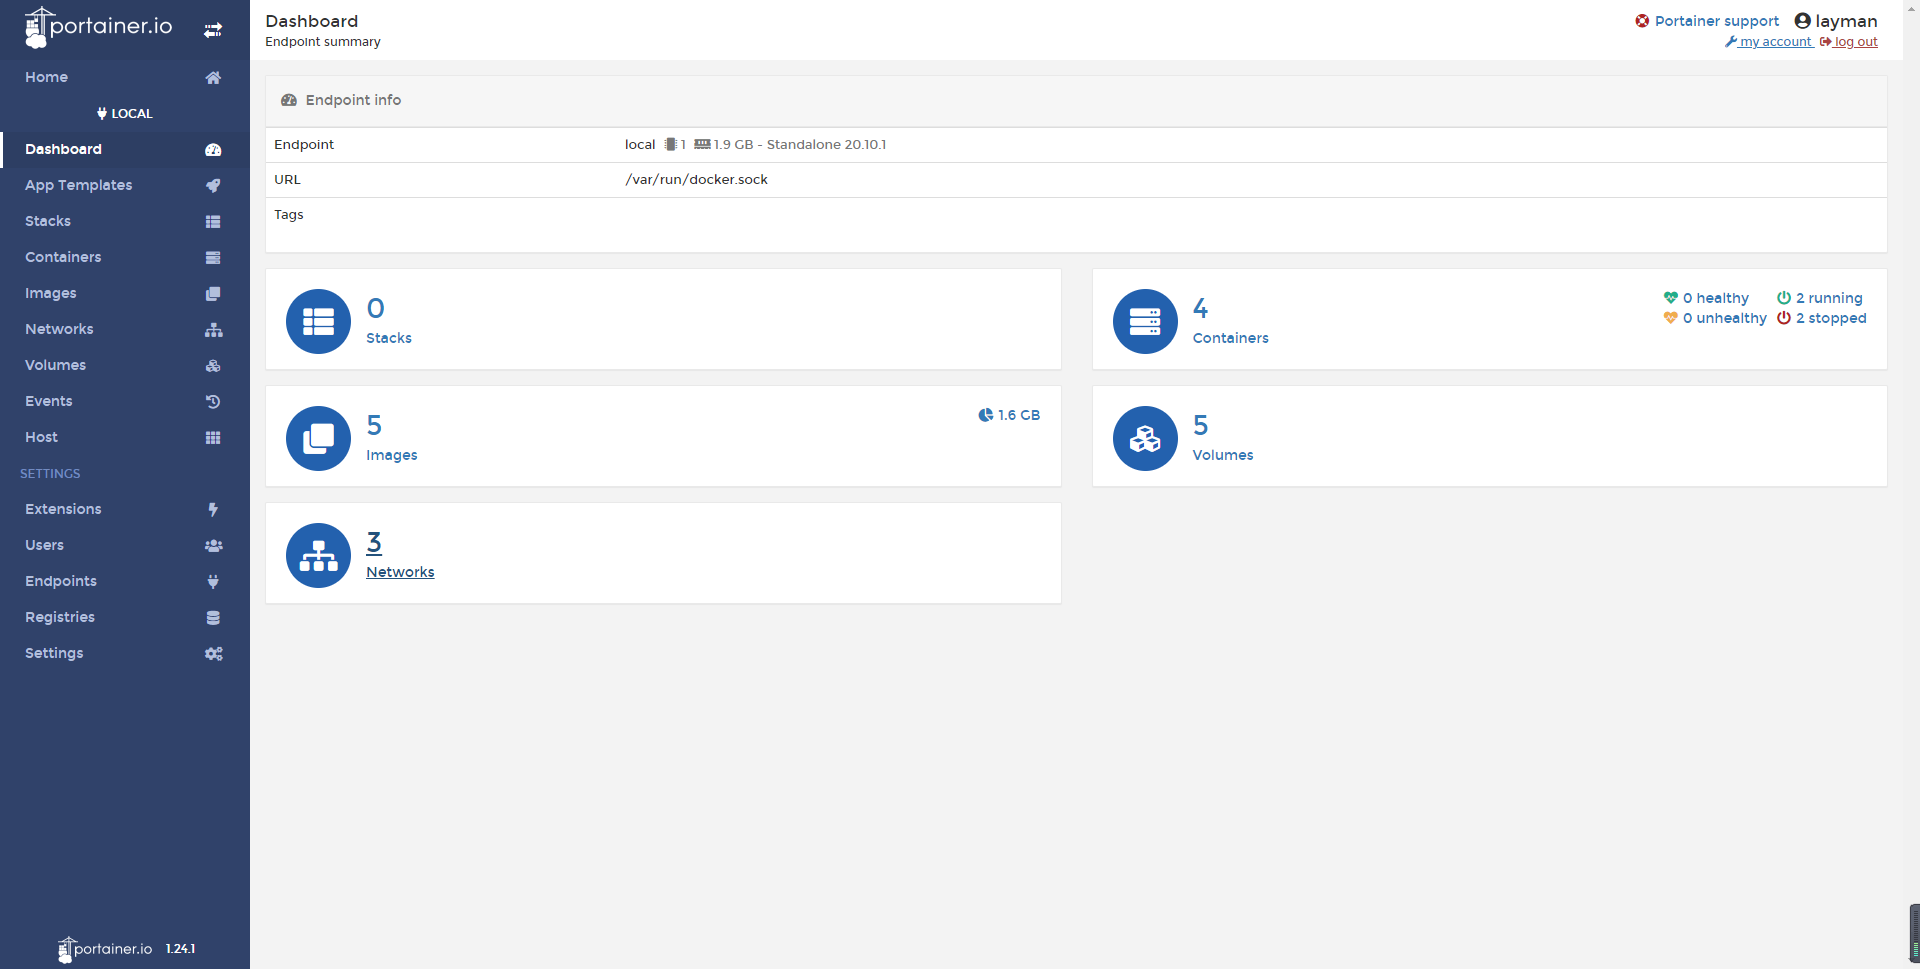 portainer.io
Home
LOCAL
Dashboard
App Templates
Stacks
Containers
Images
Networks
Volumes
Events
Host
SETTINGS
Extensions
Users
Endpoints
Registries
Settings
portainer.io 1.24.1
Dashboard
Endpoint summary
Portainer support layman
my account log out
Endpoint info
Endpoint local 1 1.9 GB - Standalone 20.10.1
URL /var/run/docker.sock
Tags
0
Stacks
4
Containers
0 healthy 2 running
0 unhealthy 2 stopped
5
Images
1.6 GB
5
Volumes
3
Networks